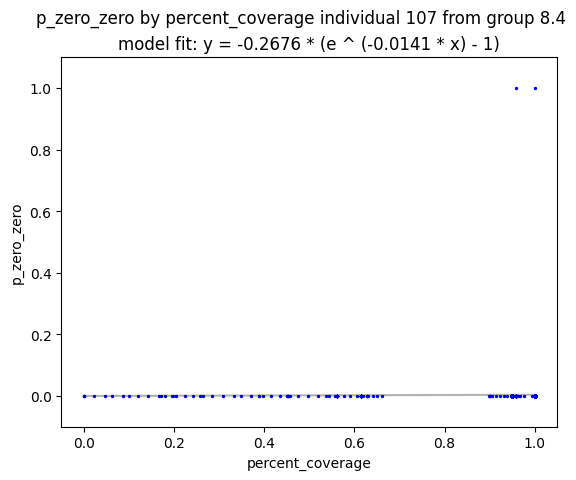 p_zero_zero by percent_coverage individual 107 from group 8.4
model fit: y = -0.2676 * (e ^ (-0.0141 * x) - 1)
1.0
0.8
0.6
0.4
0.2
0.0
p_zero_zero
0.0 0.2 0.4 0.6 0.8 1.0
percent_coverage